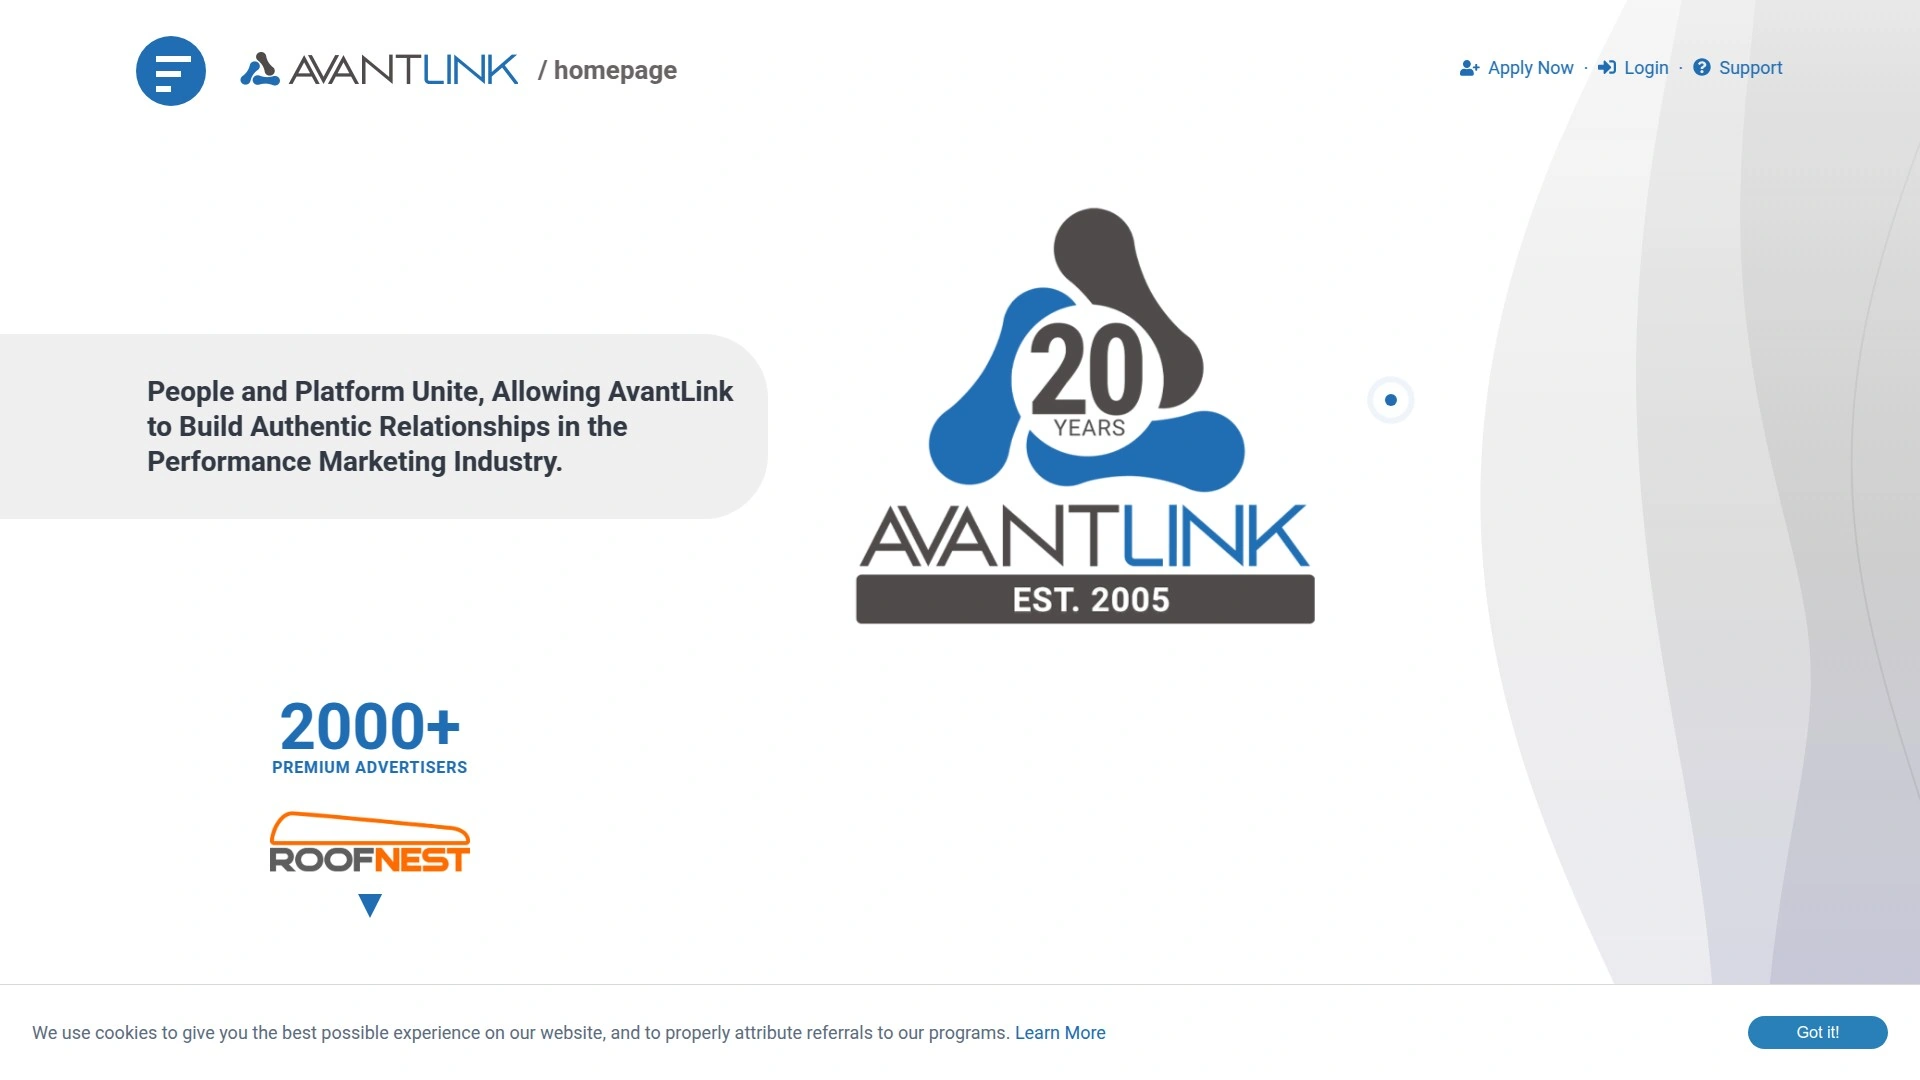 AVANTLINK / homepage
Apply Now · Login · Support
20
YEARS
AVANTLINK
EST. 2005
People and Platform Unite, Allowing AvantLink
to Build Authentic Relationships in the
Performance Marketing Industry.
2000+
PREMIUM ADVERTISERS
ROOFNEST
We use cookies to give you the best possible experience on our website, and to properly attribute referrals to our programs. Learn More
Got it!